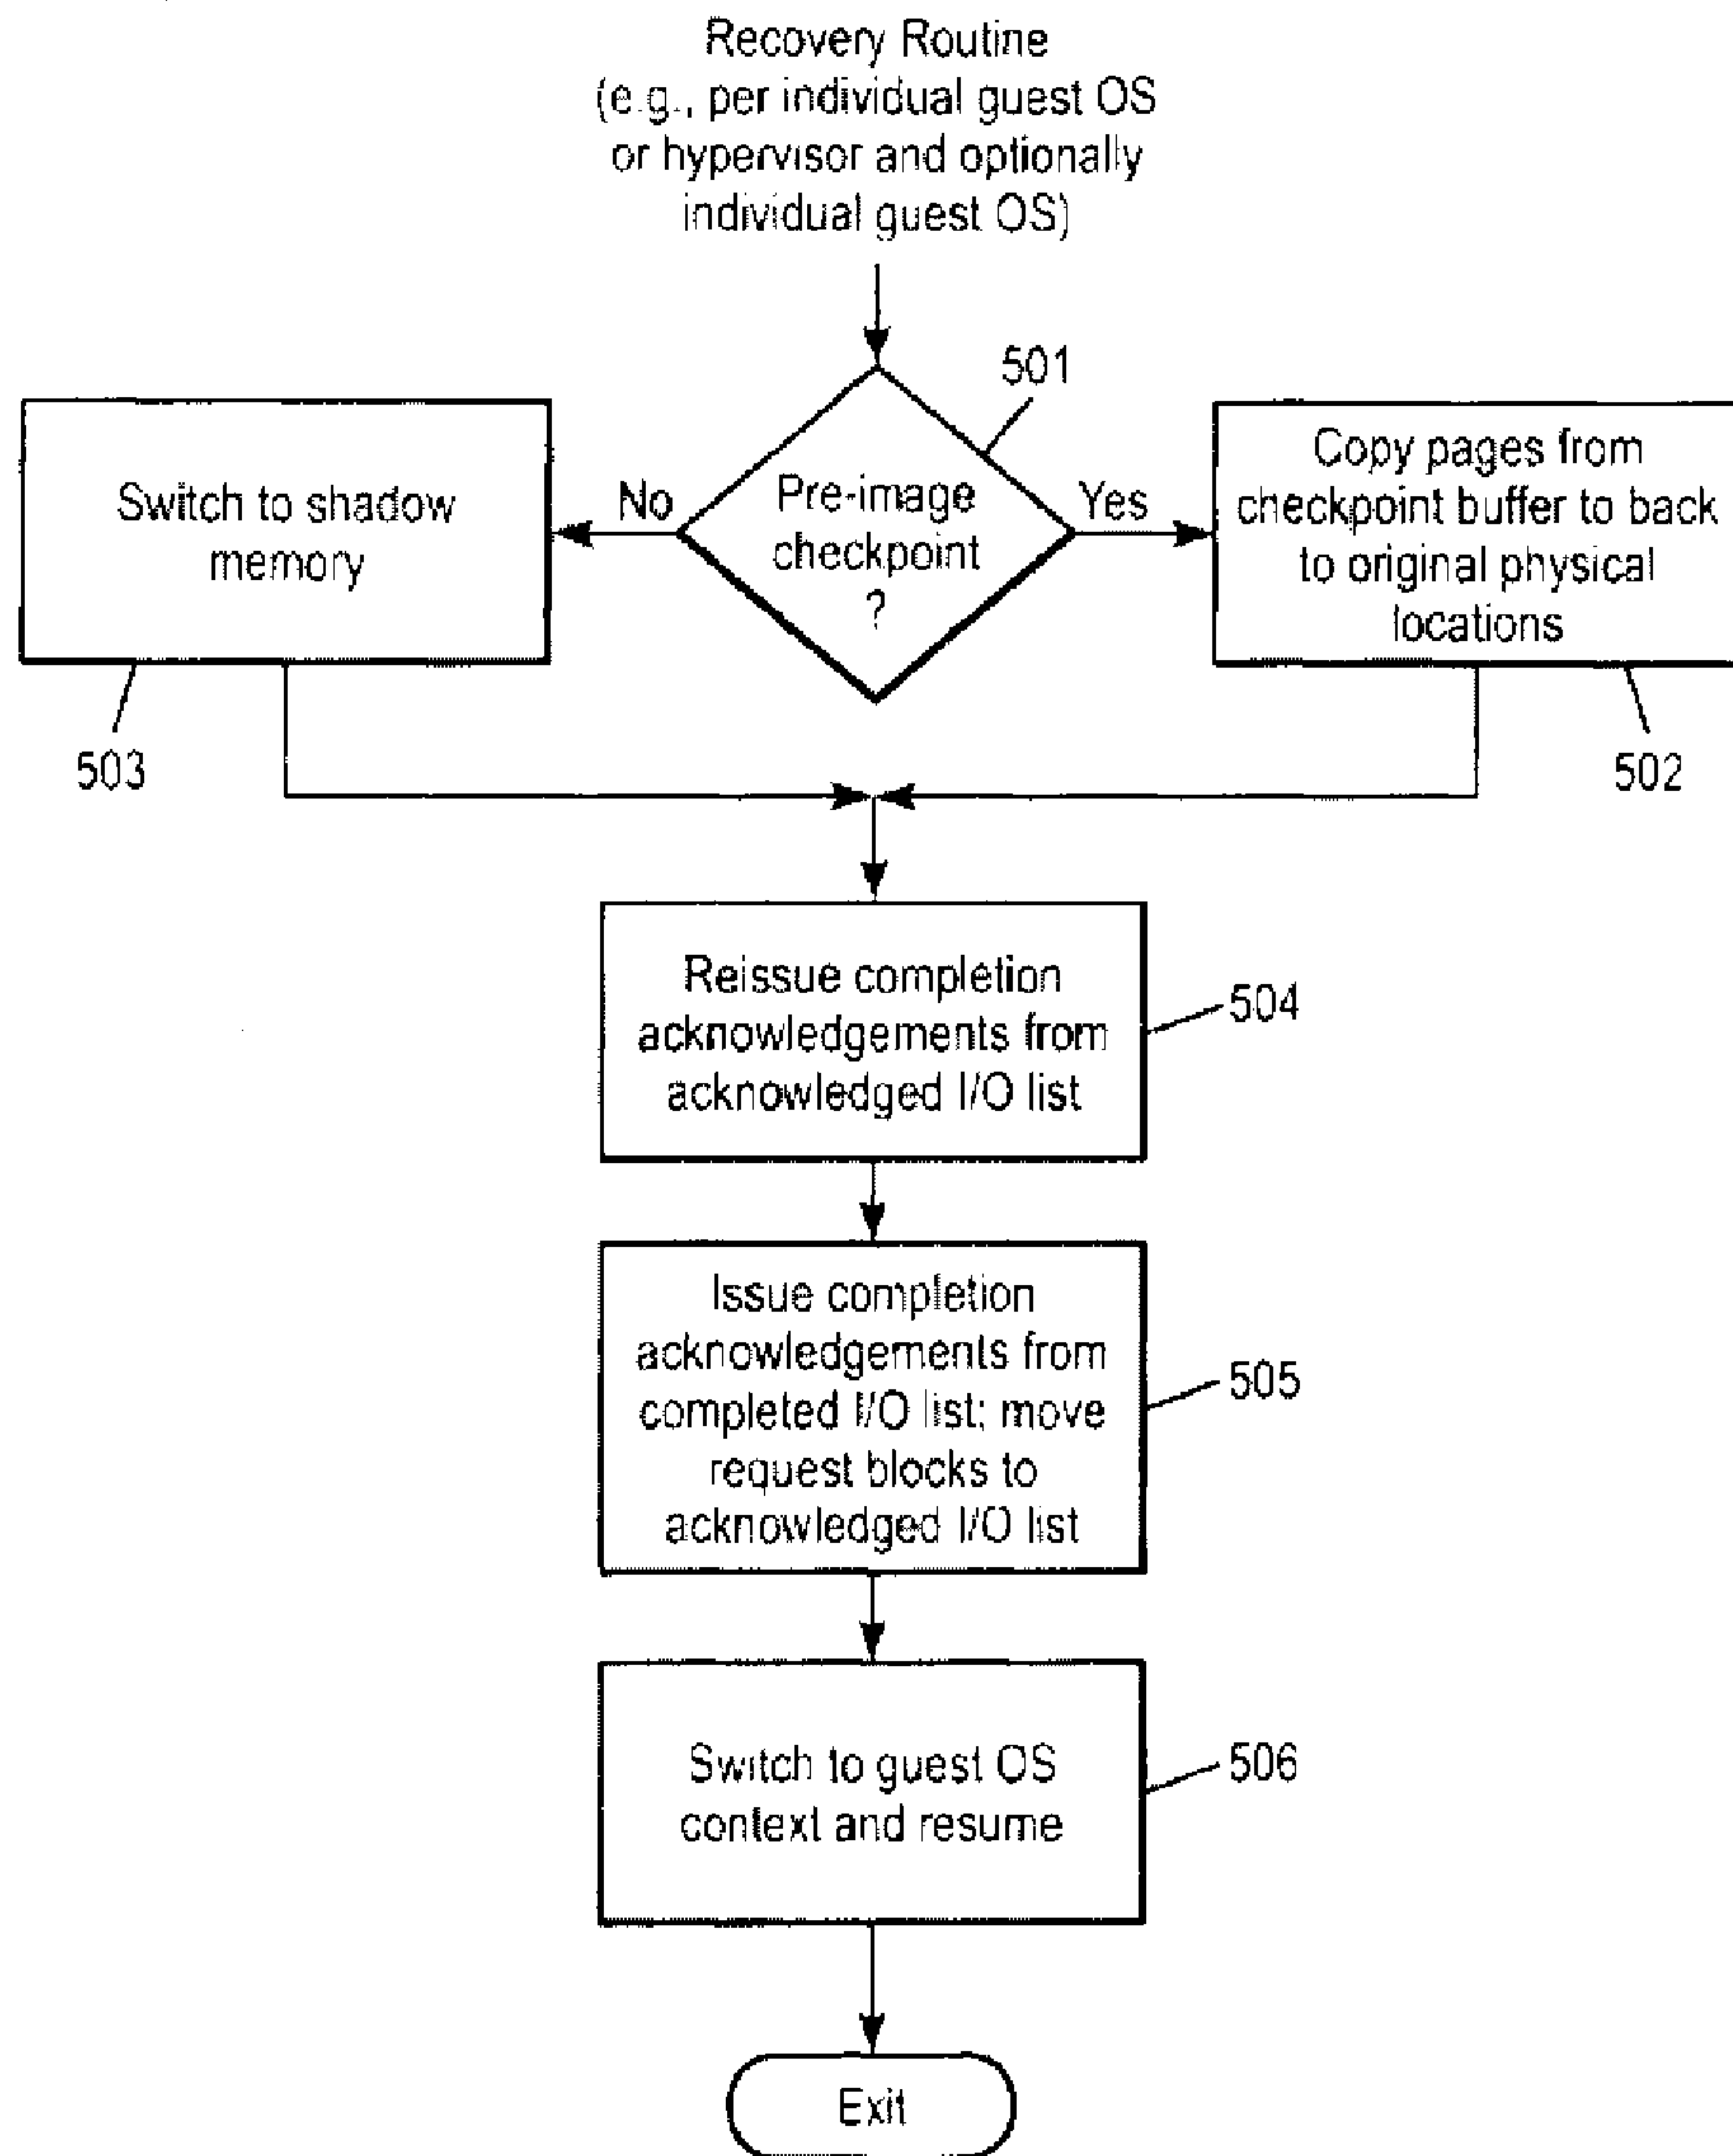 Recovery Routine
(e.g., per individual guest OS
or hypervisor and optionally
individual guest OS)
501
Pre-image
checkpoint
?
No
Yes
Switch to shadow
memory
503
Copy pages from
checkpoint buffer to back
to original physical
locations
502
Reissue completion
acknowledgements from
acknowledged I/O list
504
Issue completion
acknowledgements from
completed I/O list; move
request blocks to
acknowledged I/O list
505
Switch to guest OS
context and resume
506
Exit